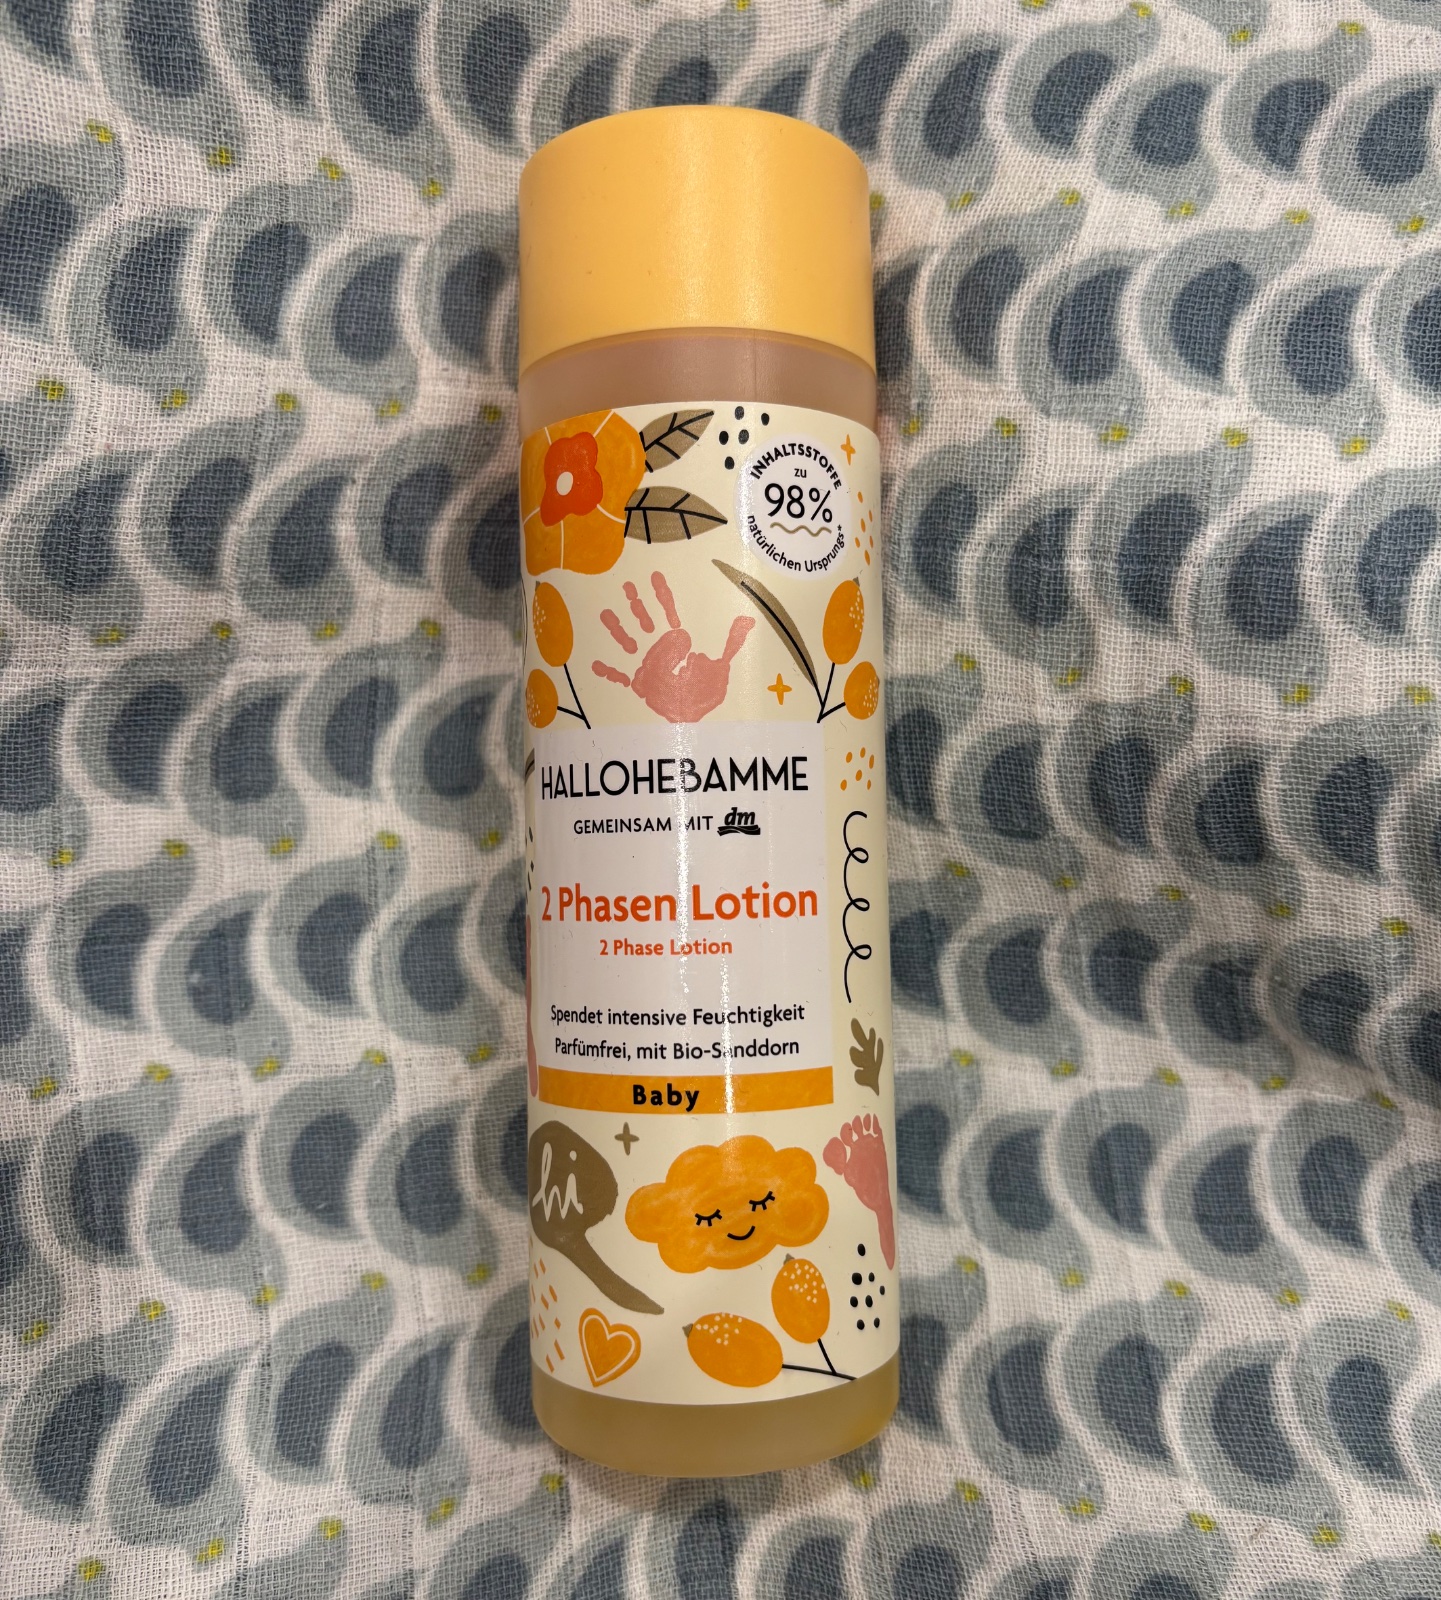 INHALTSSTOFFE
zu
98%
natürlichen Ursprungs*
HALLOHEBAMME
GEMEINSAM MIT dm
2 Phasen Lotion
2 Phase Lotion
Spendet intensive Feuchtigkeit
Parfümfrei, mit Bio-Sanddorn
Baby
hi